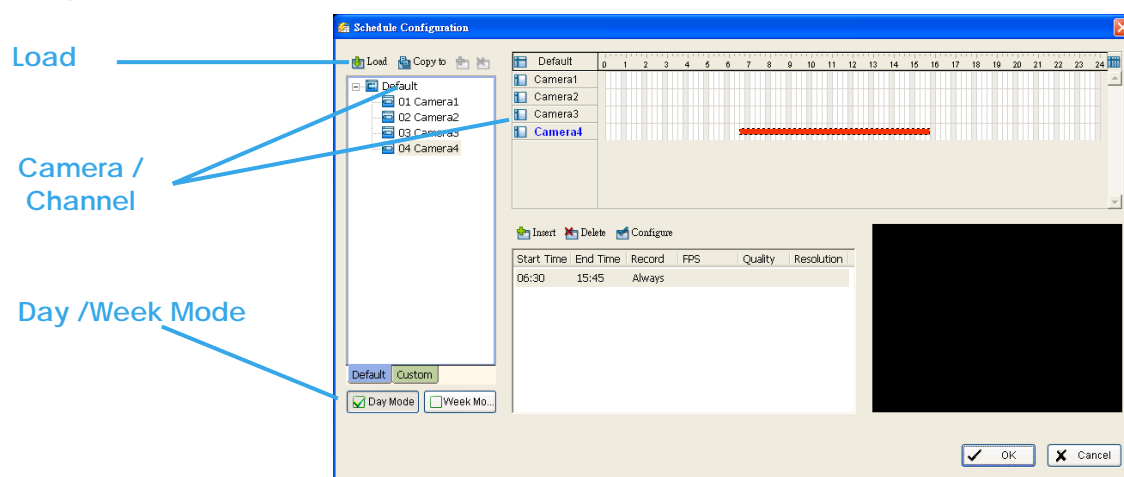 Schedule Configuration
Load
Load Copy to
Default 0 1 2 3 4 5 6 7 8 9 10 11 12 13 14 15 16 17 18 19 20 21 22 23 24
Camera1
Camera2
Camera3
Camera4
Default
01 Camera1
02 Camera2
03 Camera3
04 Camera4
Camera /
Channel
Insert Delete Configure
Start Time End Time Record FPS Quality Resolution
06:30 15:45 Always
Day /Week Mode
Default Custom
Day Mode Week Mo...
OK Cancel